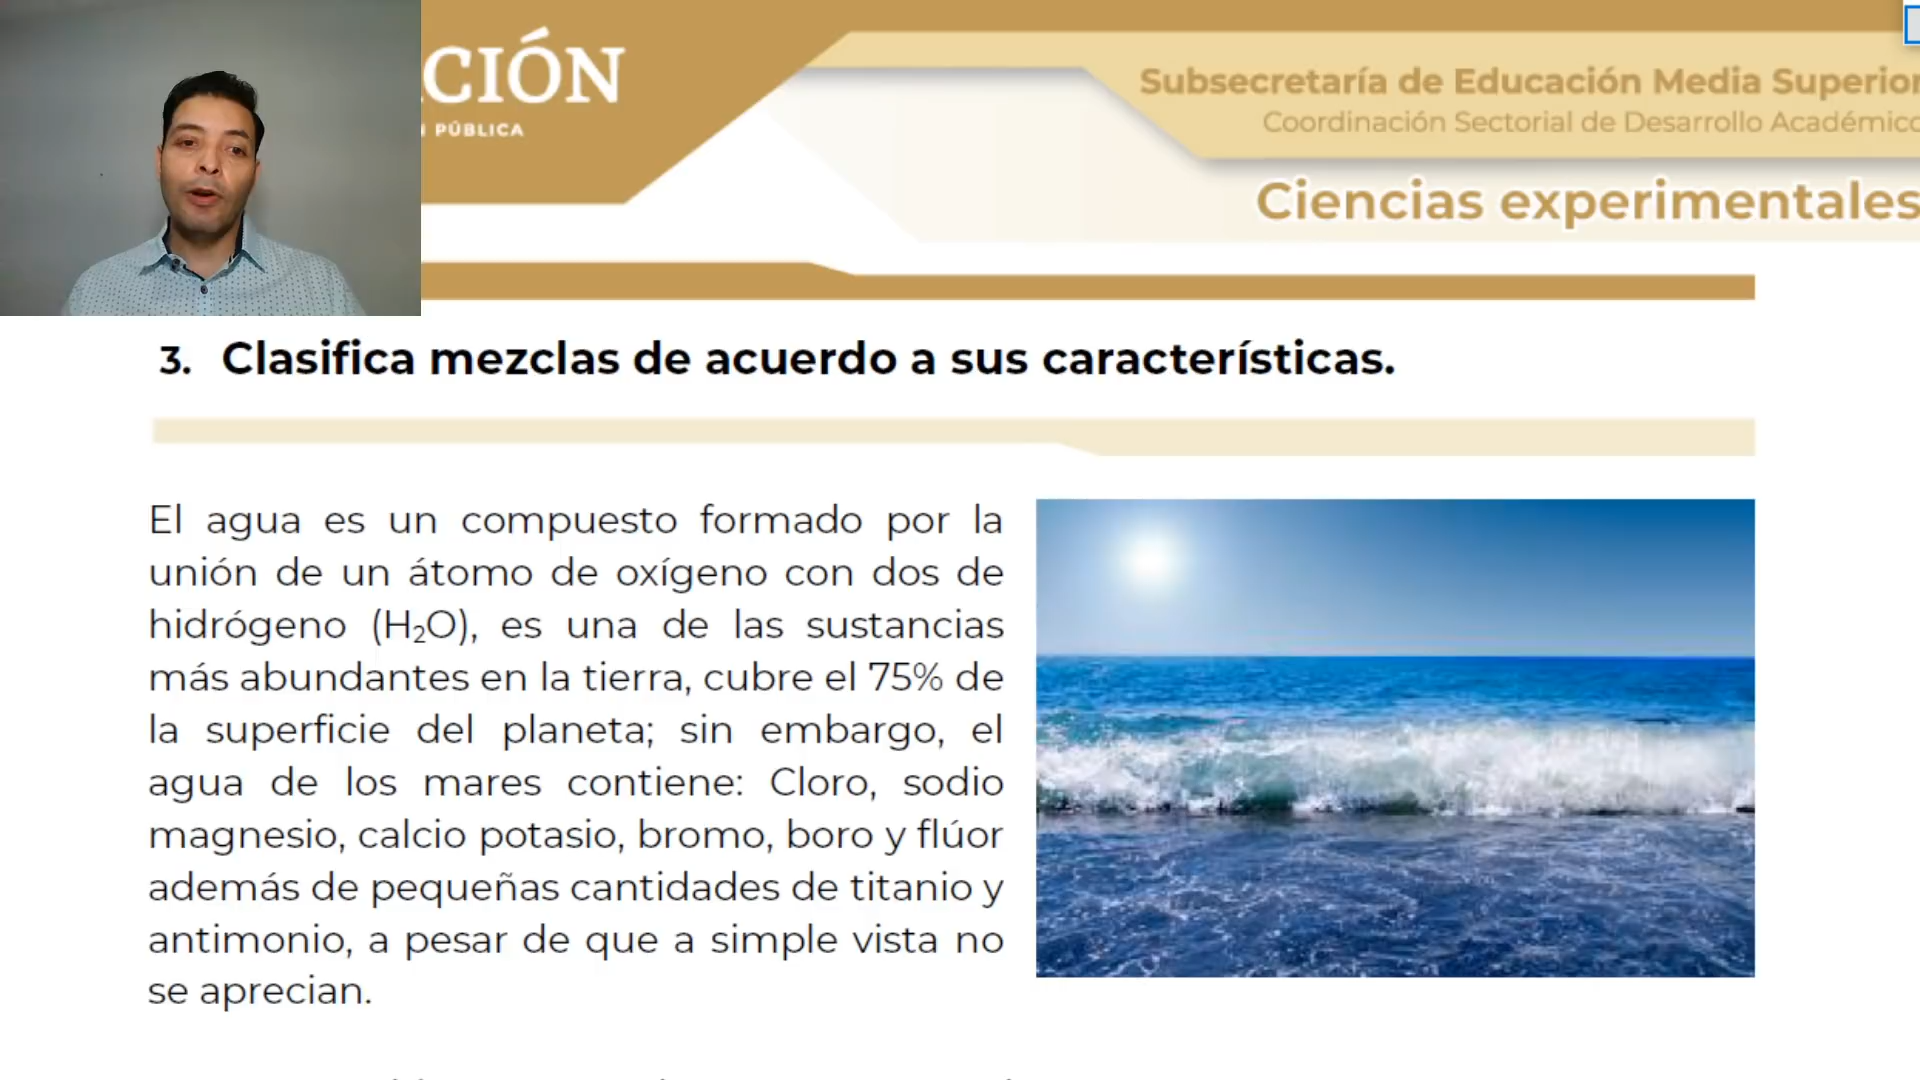 CIÓN
PÚBLICA
Subsecretaría de Educación Media Superior
Coordinación Sectorial de Desarrollo Académico
Ciencias experimentales
3. Clasifica mezclas de acuerdo a sus características.
El agua es un compuesto formado por la
unión de un átomo de oxígeno con dos de
hidrógeno (H₂O), es una de las sustancias
más abundantes en la tierra, cubre el 75% de
la superficie del planeta; sin embargo, el
agua de los mares contiene: Cloro, sodio
magnesio, calcio potasio, bromo, boro y flúor
además de pequeñas cantidades de titanio y
antimonio, a pesar de que a simple vista no
se aprecian.